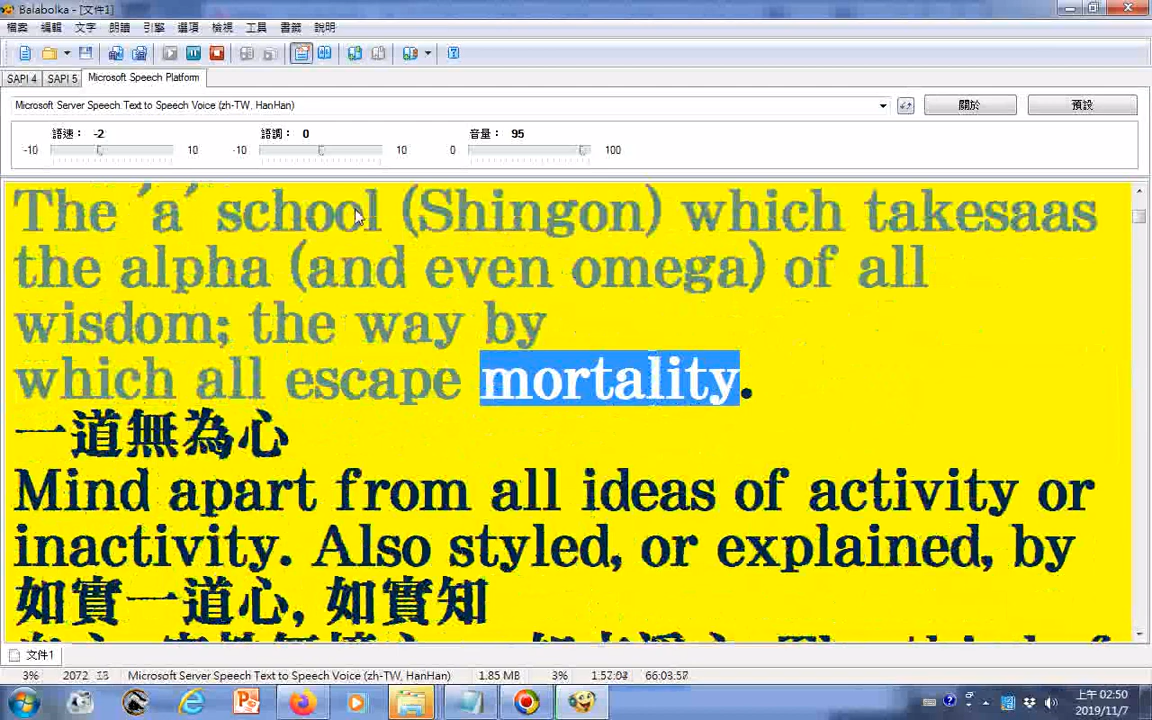 Balabolka - [文件1]
檔案 編輯 文字 朗讀 引擎 選項 檢視 工具 書籤 說明
SAPI 4 SAPI 5 Microsoft Speech Platform
Microsoft Server Speech Text to Speech Voice (zh-TW, HanHan) 關於 預設
語速： -2 語調： 0 音量： 95
-10 10 -10 10 0 100
The ´a´ school (Shingon) which takesaas
the alpha (and even omega) of all
wisdom; the way by
which all escape mortality.
一道無為心
Mind apart from all ideas of activity or
inactivity. Also styled, or explained, by
如實一道心, 如實知
文件1
3% 2072 Microsoft Server Speech Text to Speech Voice (zh-TW, HanHan) 1.85 MB 3%
上午 02:50
2019/11/7